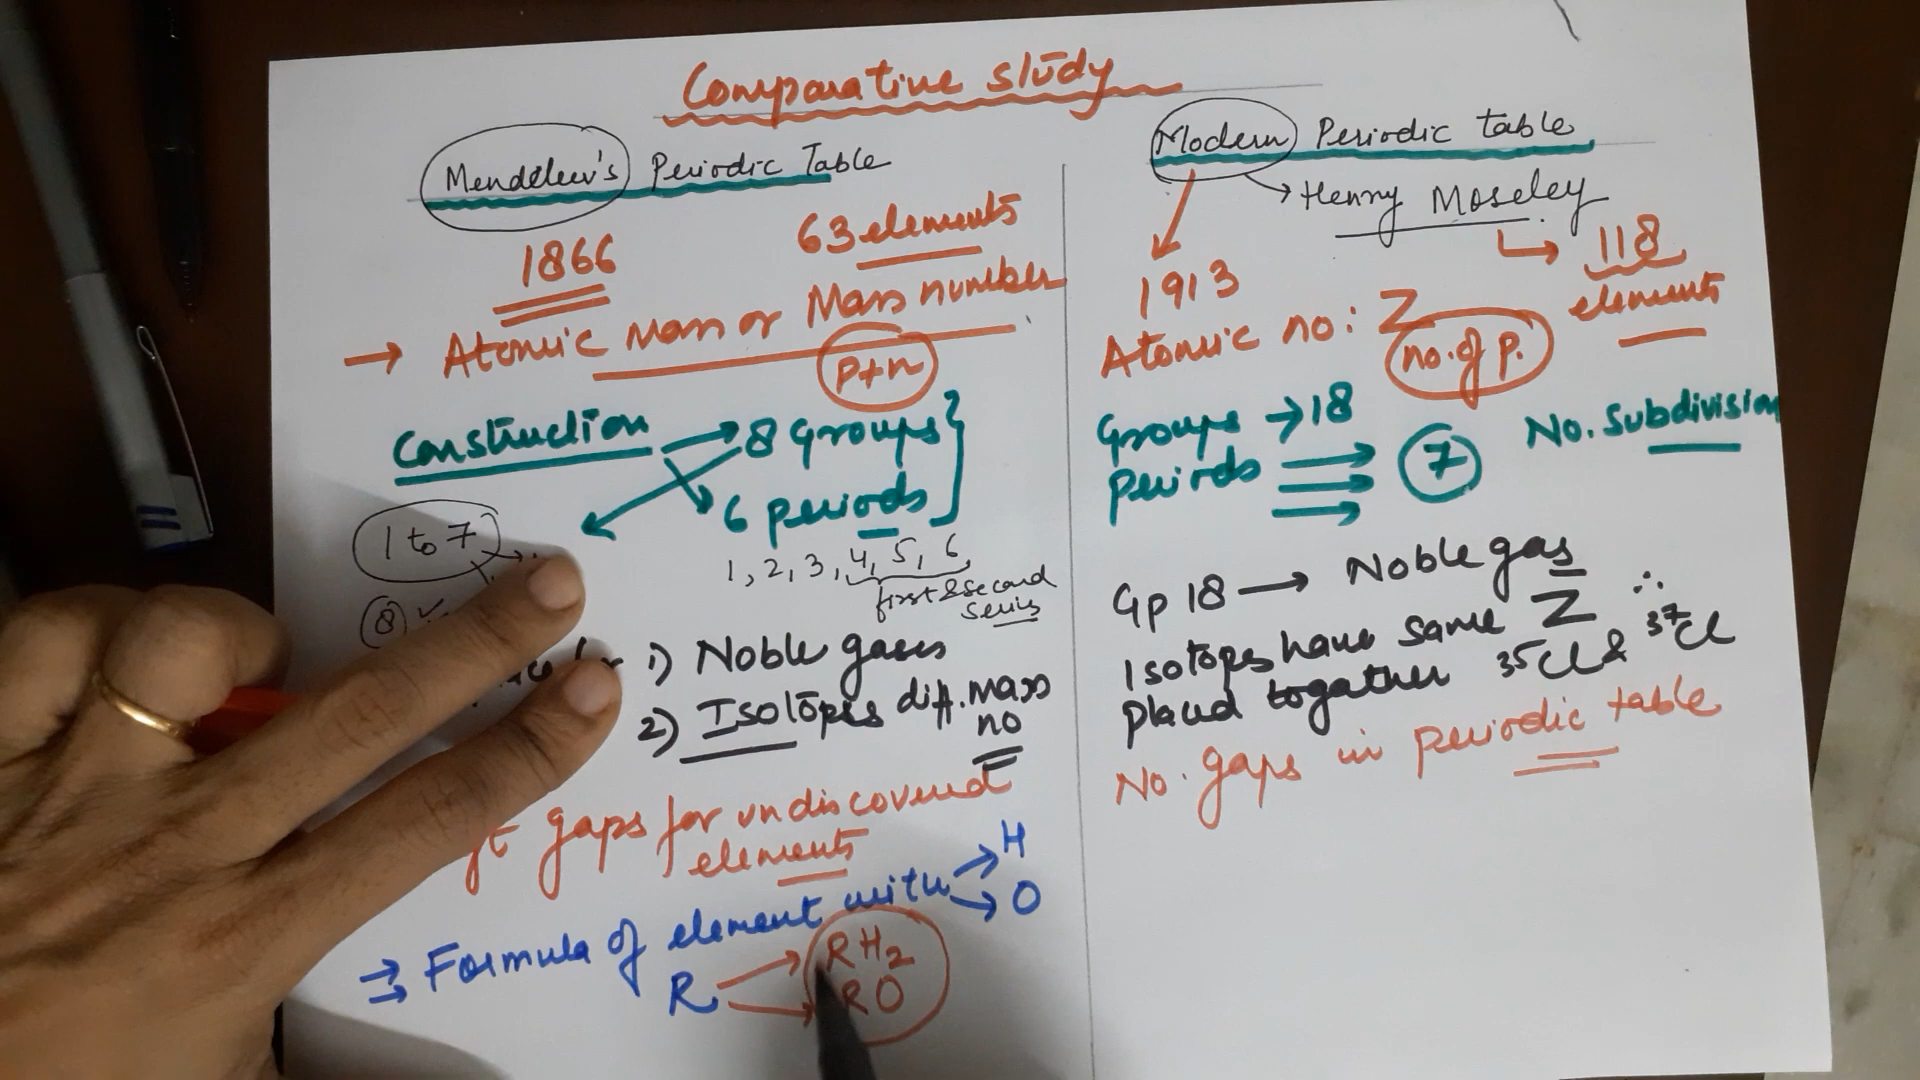 Comparative study
Mendeleev's Periodic Table
1866
63 elements
→ Atomic mass or Mass number
p+n
Construction → 8 groups
6 periods
1 to 7
1, 2, 3, 4, 5, 6
first & second
series
8 ✓
1) Noble gases
2) Isotopes diff. mass
no
gaps for undiscovered
elements
⇒ Formula of element with → H
→ O
R → RH2
RO
Modern Periodic table
→ Henry Moseley
1913
↳ 118
elements
Atomic no: Z
no. of p.
Groups → 18
periods → 7
No. Subdivision
Gp 18 → Noble gas
Isotopes have same Z ∴
placed togather 35Cl & 37Cl
No. gaps in periodic table